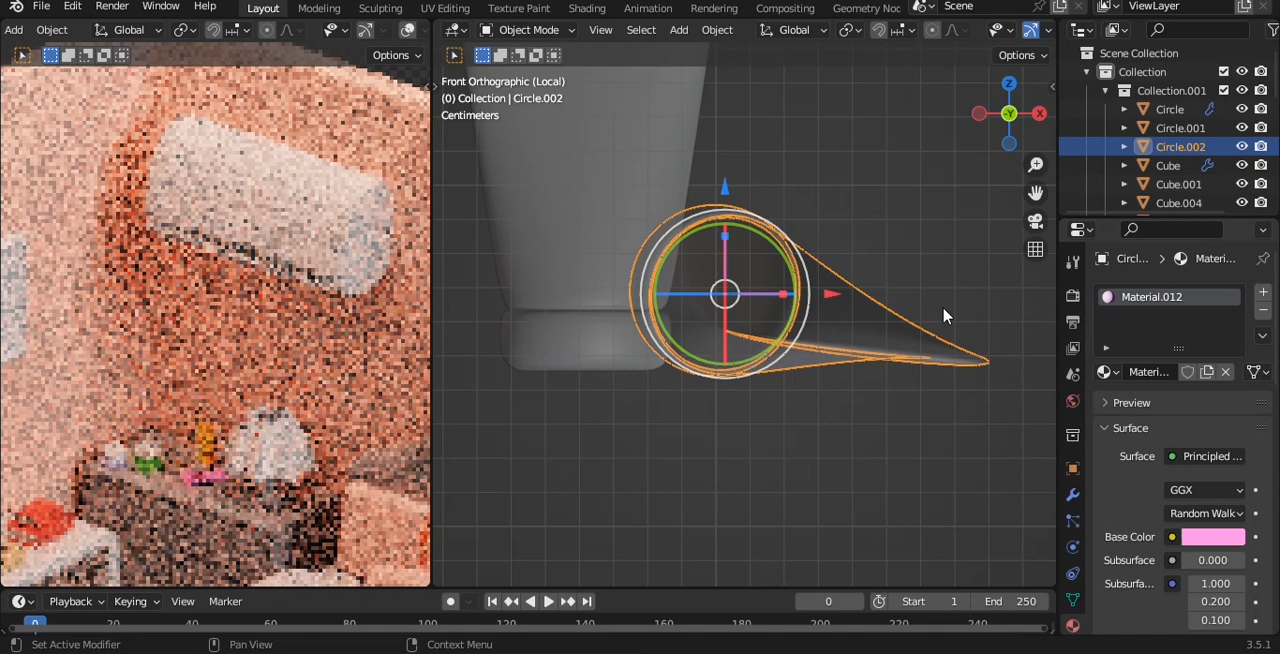 File Edit Render Window Help Layout Modeling Sculpting UV Editing Texture Paint Shading Animation Rendering Compositing Geometry Noc Scene ViewLayer
Add Object Global Object Mode View Select Add Object Global
Options Options
Front Orthographic (Local)
(0) Collection | Circle.002
Centimeters
Z
X
-Y
Scene Collection
Collection
Collection.001
Circle
Circle.001
Circle.002
Cube
Cube.001
Cube.004
Circl... Materi...
Material.012
Materi...
Preview
Surface
Surface Principled ...
GGX
Random Walk
Base Color
Subsurface 0.000
Subsurfa... 1.000
0.200
0.100
Playback Keying View Marker 0 Start 1 End 250
0 20 40 60 80 100 120 140 160 180 200 220 240
Set Active Modifier Pan View Context Menu 3.5.1